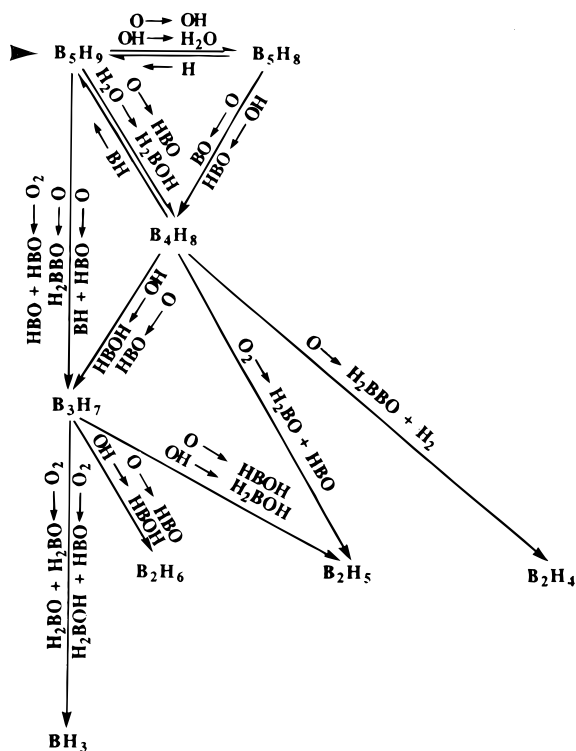 O → OH
OH → H₂O
B₅H₉
B₅H₈
← H
O → HBO
H₂O → H₂BOH
← BH
BO ← O
HBO ← OH
HBO + HBO ← O₂
H₂BBO ← O
BH + HBO ← O
B₄H₈
HBOH ← OH
HBO ← O
O₂ → H₂BO + HBO
O → H₂BBO + H₂
B₃H₇
O → HBOH
OH → H₂BOH
OH → HBOH
O → HBO
H₂BO + H₂BO ← O₂
H₂BOH + HBO ← O₂
B₂H₆
B₂H₅
B₂H₄
BH₃